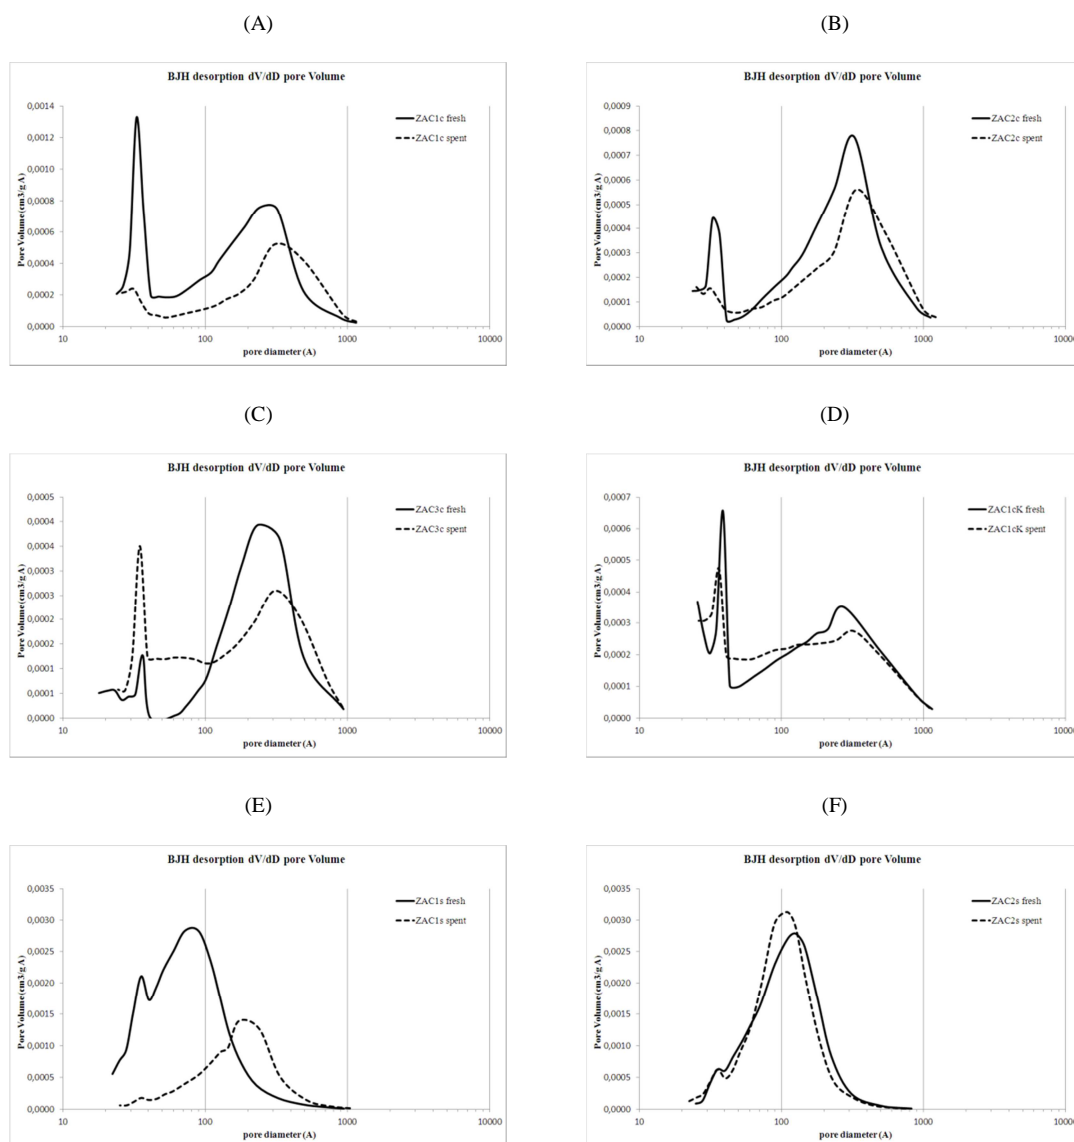 (A)
BJH desorption dV/dD pore Volume
Pore Volume(cm3/g A)
0,0014
0,0012
0,0010
0,0008
0,0006
0,0004
0,0002
0,0000
ZAC1c fresh
ZAC1c spent
10 100 1000 10000
pore diameter (A)
(B)
BJH desorption dV/dD pore Volume
Pore Volume(cm3/g A)
0,0009
0,0008
0,0007
0,0006
0,0005
0,0004
0,0003
0,0002
0,0001
0,0000
ZAC2c fresh
ZAC2c spent
10 100 1000 10000
pore diameter (A)
(C)
BJH desorption dV/dD pore Volume
Pore Volume(cm3/g A)
0,0005
0,0004
0,0004
0,0003
0,0003
0,0002
0,0002
0,0001
0,0001
0,0000
ZAC3c fresh
ZAC3c spent
10 100 1000 10000
pore diameter (A)
(D)
BJH desorption dV/dD pore Volume
Pore Volume(cm3/g A)
0,0007
0,0006
0,0005
0,0004
0,0003
0,0002
0,0001
0,0000
ZAC1cK fresh
ZAC1cK spent
10 100 1000 10000
pore diameter (A)
(E)
BJH desorption dV/dD pore Volume
Pore Volume(cm3/g A)
0,0035
0,0030
0,0025
0,0020
0,0015
0,0010
0,0005
0,0000
ZAC1s fresh
ZAC1s spent
10 100 1000 10000
pore diameter (A)
(F)
BJH desorption dV/dD pore Volume
Pore Volume(cm3/g A)
0,0035
0,0030
0,0025
0,0020
0,0015
0,0010
0,0005
0,0000
ZAC2s fresh
ZAC2s spent
10 100 1000 10000
pore diameter (A)